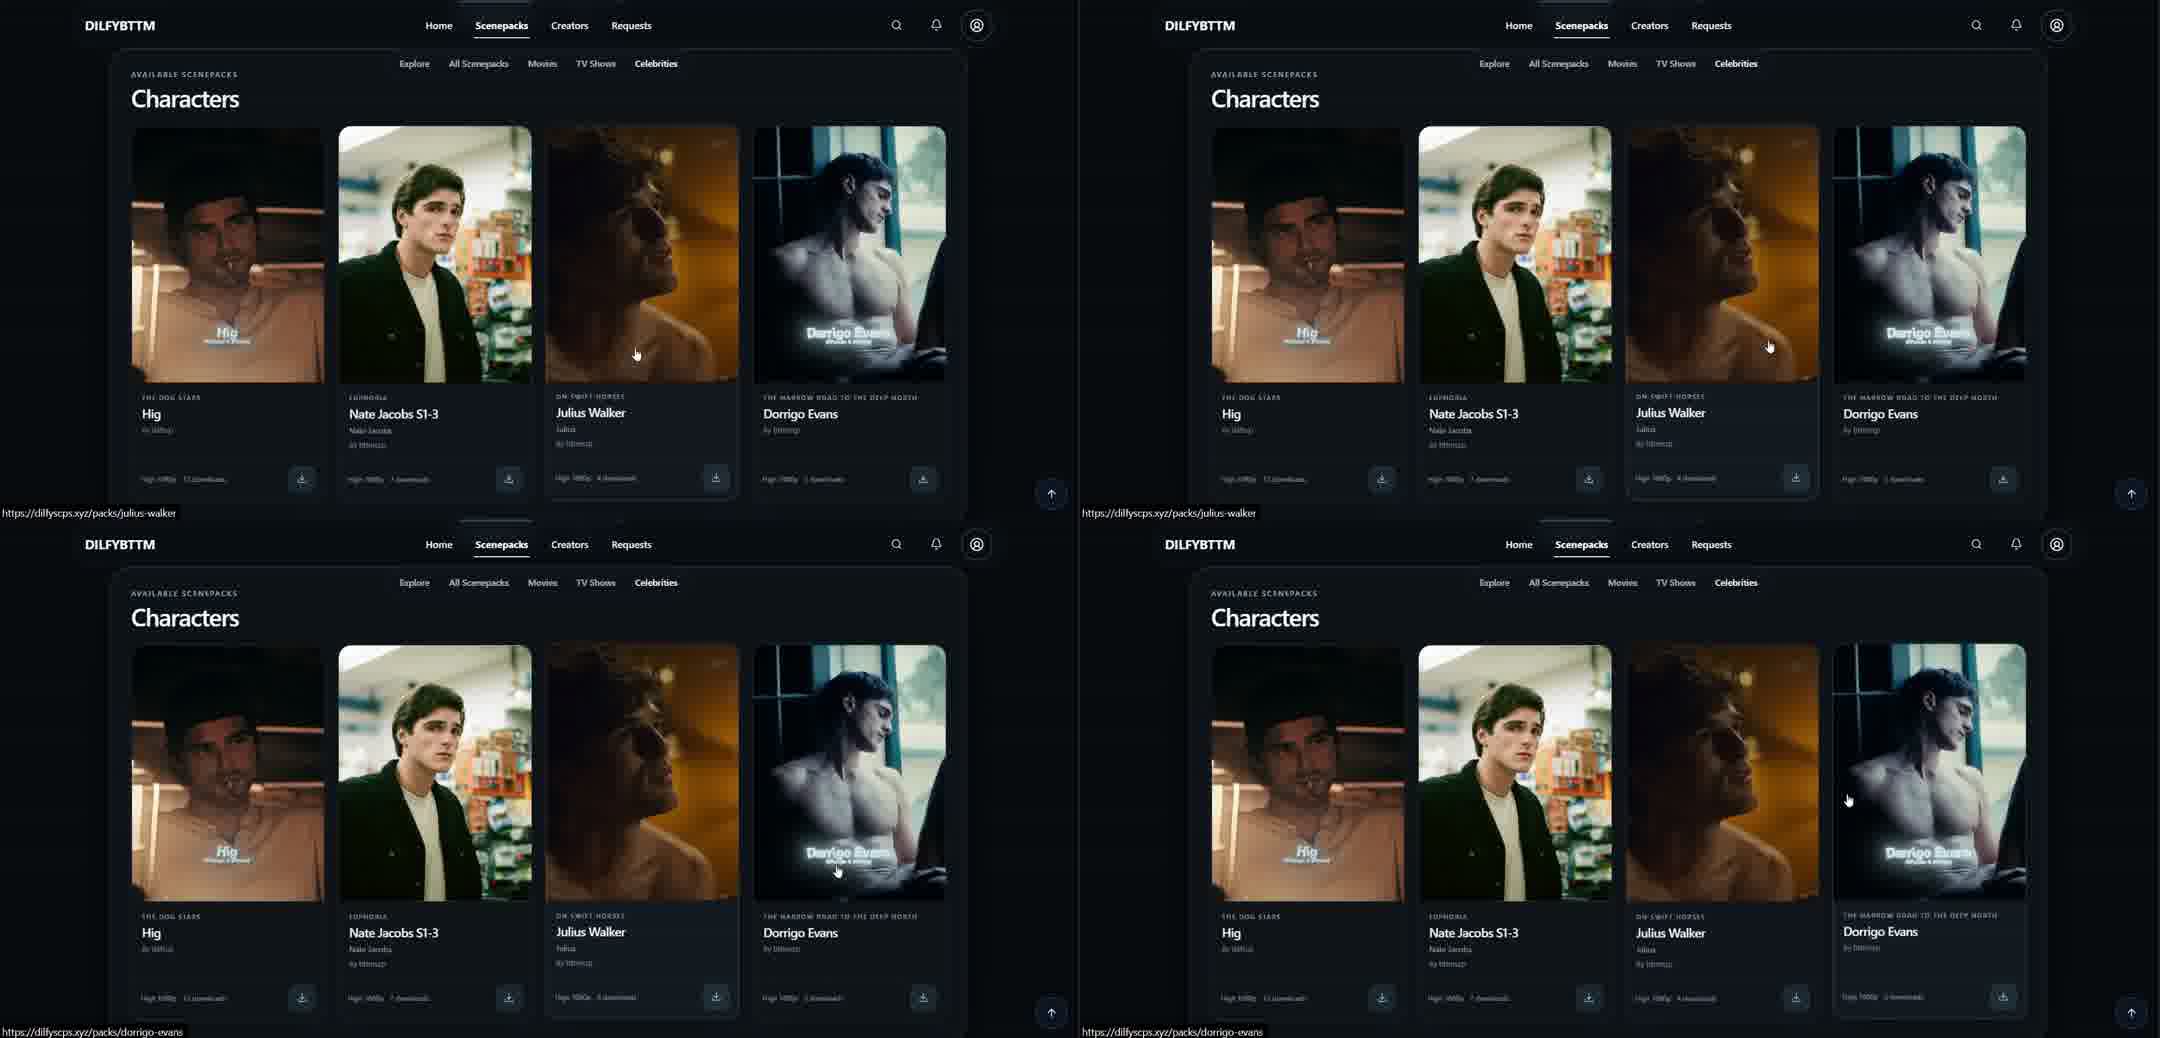 DILFYBTTM Home Scenepacks Creators Requests
Explore All Scenepacks Movies TV Shows Celebrities
AVAILABLE SCENEPACKS
Characters
Hig
Dorrigo Evans
THE DOG STARS
Hig
EUPHORIA
Nate Jacobs S1-3
Nate Jacobs
ON SWIFT HORSES
Julius Walker
Julius
THE NARROW ROAD TO THE DEEP NORTH
Dorrigo Evans
https://dilfyscps.xyz/packs/julius-walker
DILFYBTTM Home Scenepacks Creators Requests
Explore All Scenepacks Movies TV Shows Celebrities
AVAILABLE SCENEPACKS
Characters
Hig
Dorrigo Evans
THE DOG STARS
Hig
EUPHORIA
Nate Jacobs S1-3
Nate Jacobs
ON SWIFT HORSES
Julius Walker
Julius
THE NARROW ROAD TO THE DEEP NORTH
Dorrigo Evans
https://dilfyscps.xyz/packs/julius-walker
DILFYBTTM Home Scenepacks Creators Requests
Explore All Scenepacks Movies TV Shows Celebrities
AVAILABLE SCENEPACKS
Characters
Hig
Dorrigo Evans
THE DOG STARS
Hig
EUPHORIA
Nate Jacobs S1-3
Nate Jacobs
ON SWIFT HORSES
Julius Walker
Julius
THE NARROW ROAD TO THE DEEP NORTH
Dorrigo Evans
https://dilfyscps.xyz/packs/dorrigo-evans
DILFYBTTM Home Scenepacks Creators Requests
Explore All Scenepacks Movies TV Shows Celebrities
AVAILABLE SCENEPACKS
Characters
Hig
Dorrigo Evans
THE DOG STARS
Hig
EUPHORIA
Nate Jacobs S1-3
Nate Jacobs
ON SWIFT HORSES
Julius Walker
Julius
THE NARROW ROAD TO THE DEEP NORTH
Dorrigo Evans
https://dilfyscps.xyz/packs/dorrigo-evans